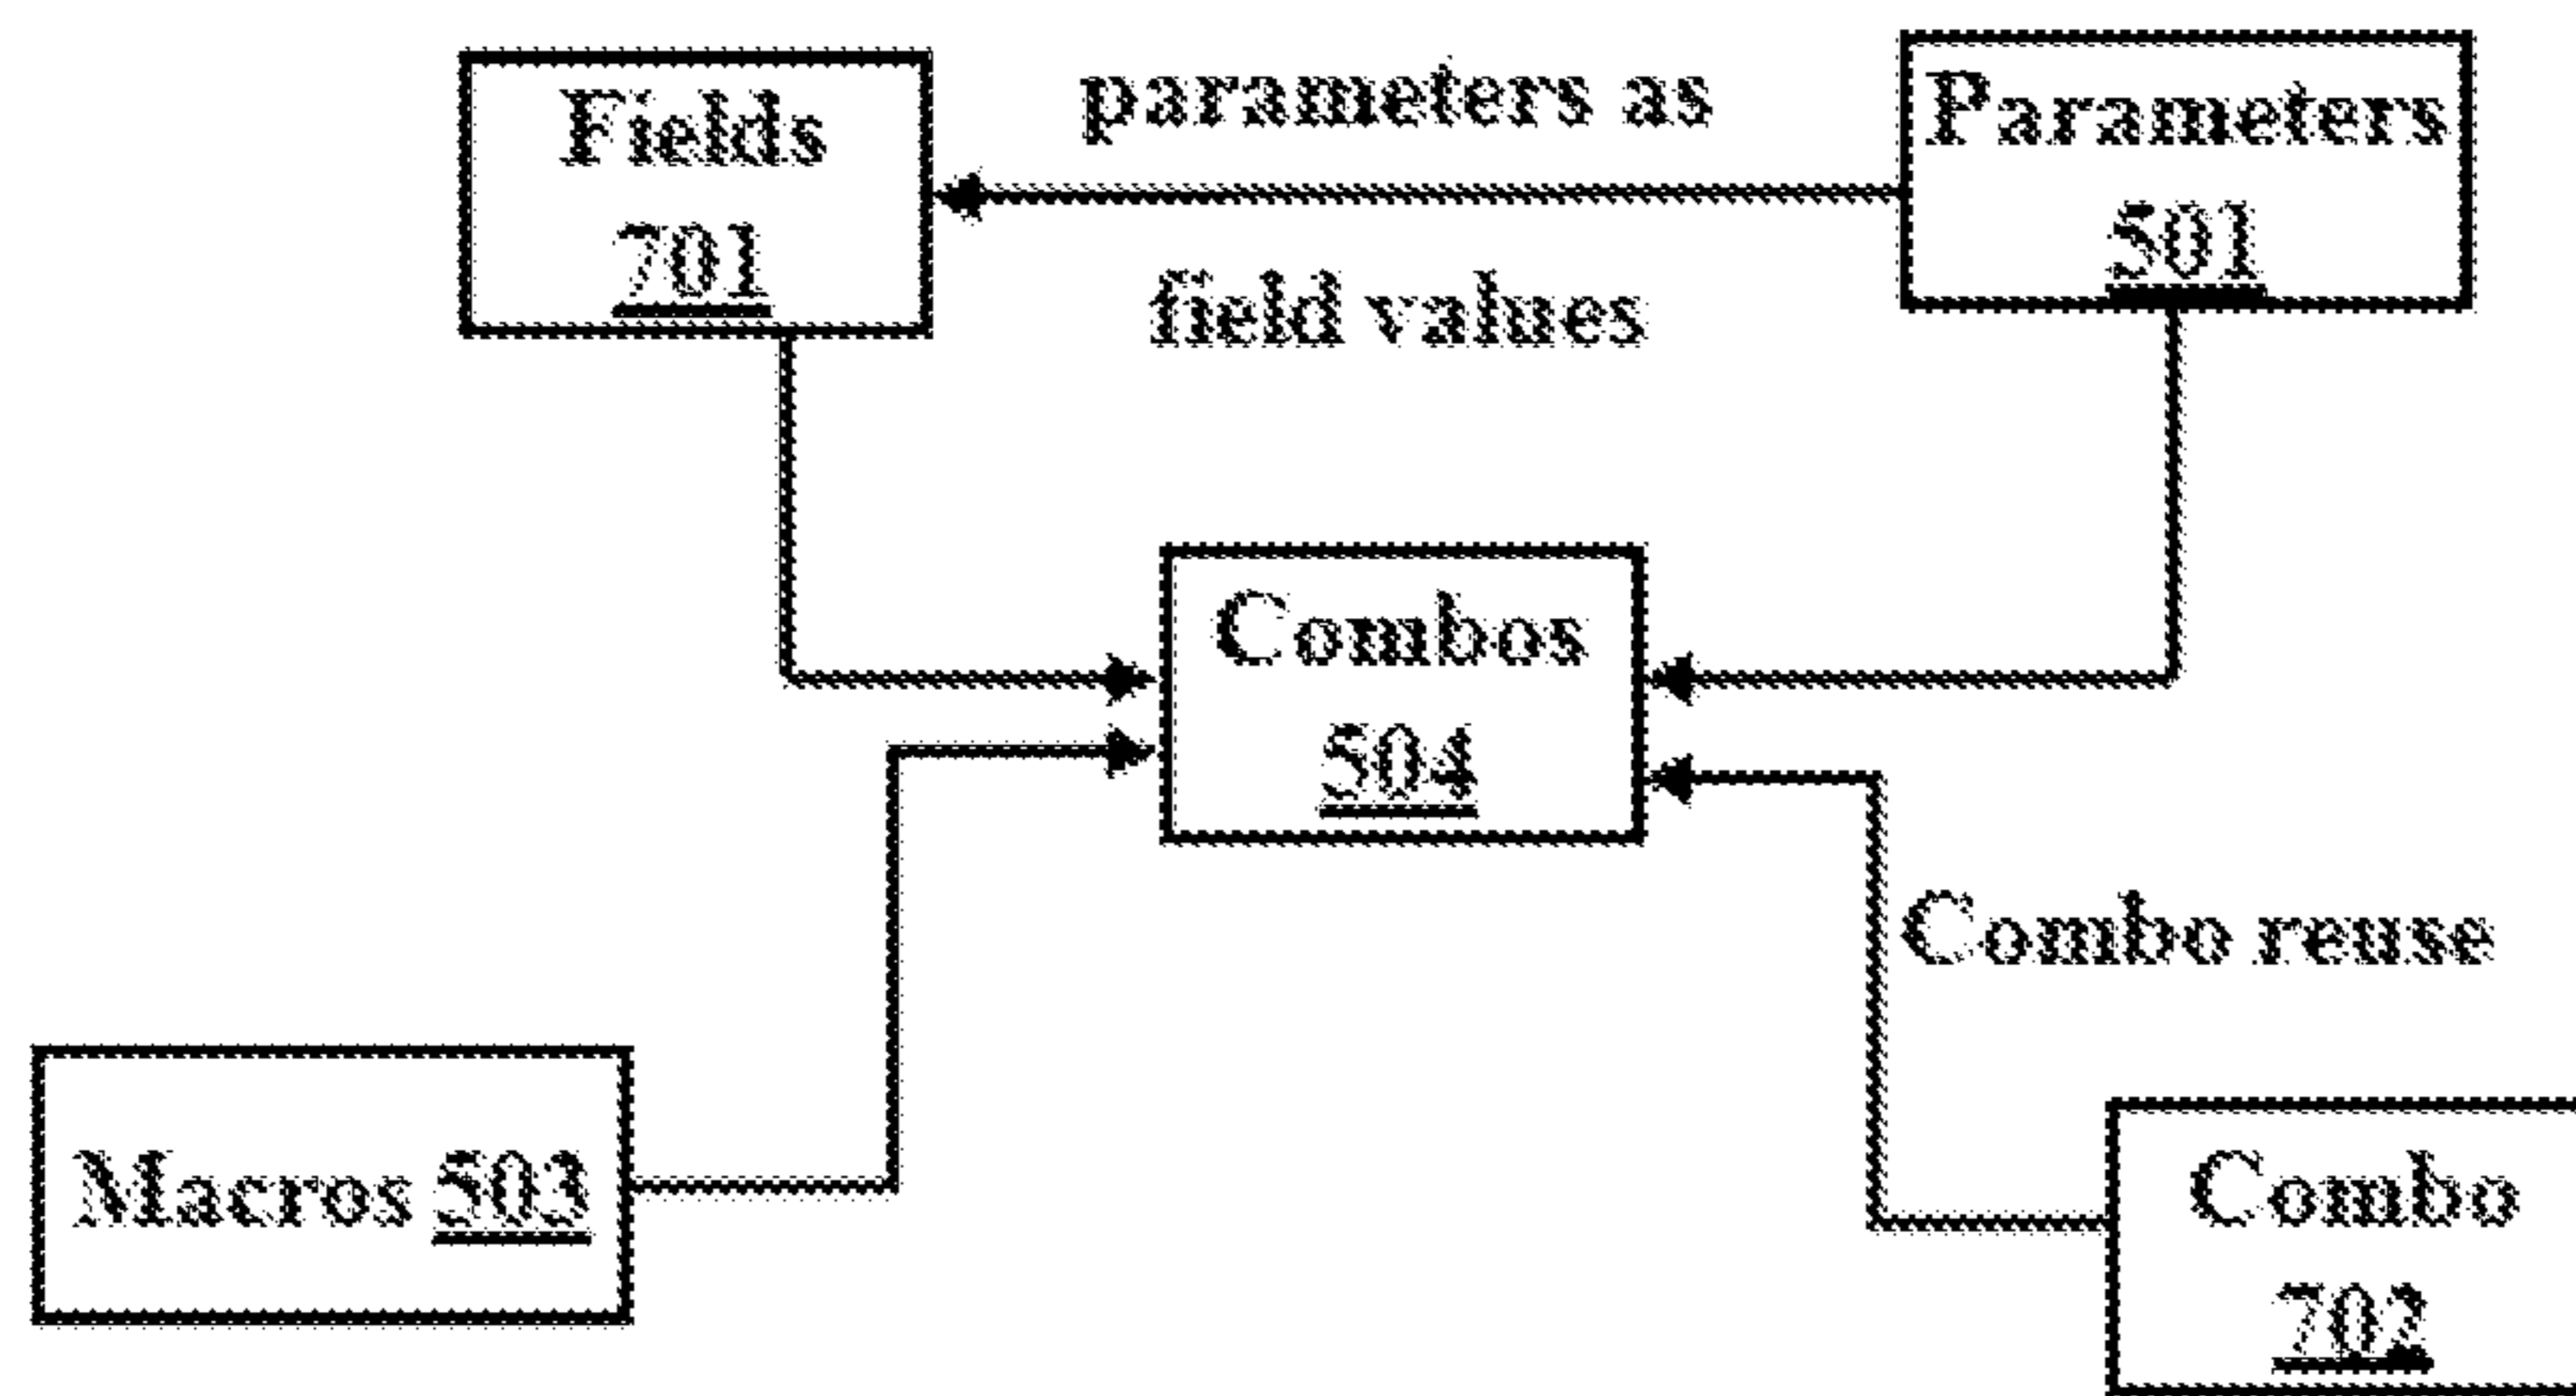 Fields
701
parameters as
field values
Parameters
501
Combos
504
Combo reuse
Macros 503
Combo
702